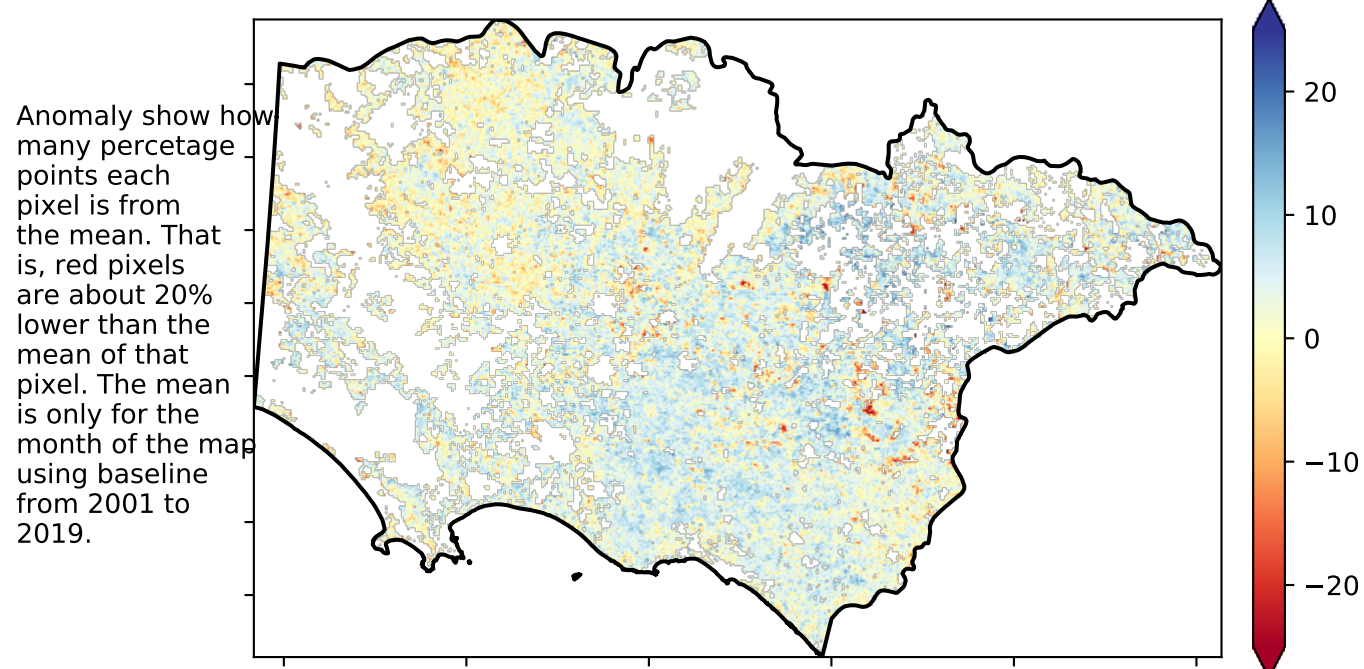 Anomaly show how
many percetage
points each
pixel is from
the mean. That
is, red pixels
are about 20%
lower than the
mean of that
pixel. The mean
is only for the
month of the map
using baseline
from 2001 to
2019.
20
10
0
−10
−20